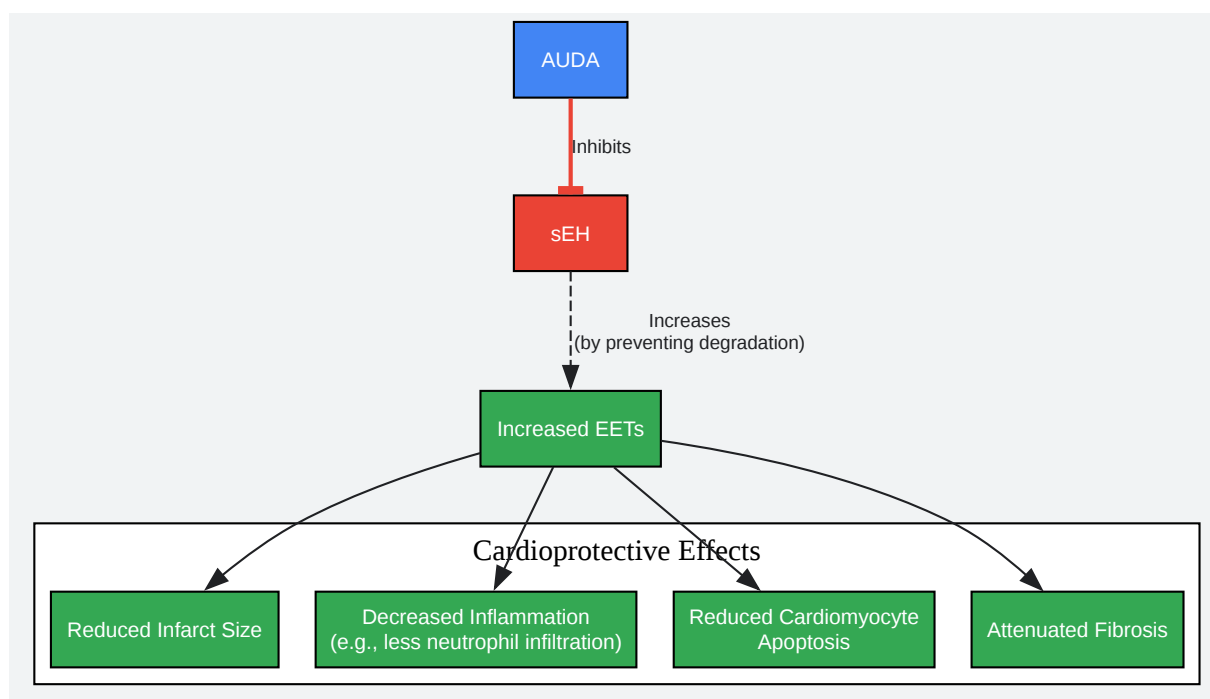 AUDA
Inhibits
sEH
Increases
(by preventing degradation)
Increased EETs
Cardioprotective Effects
Reduced Infarct Size
Decreased Inflammation
(e.g., less neutrophil infiltration)
Reduced Cardiomyocyte
Apoptosis
Attenuated Fibrosis